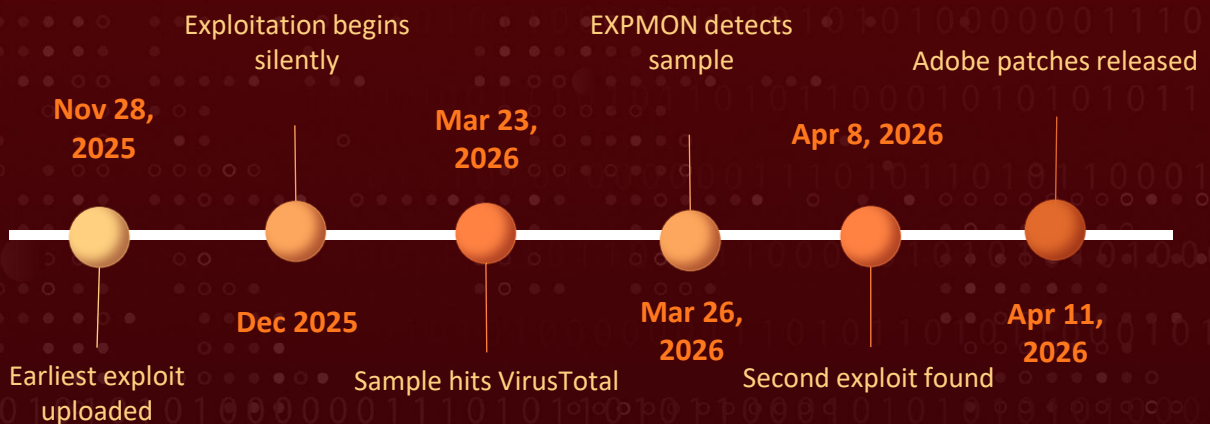 Nov 28,
2025
Earliest exploit
uploaded
Exploitation begins
silently
Dec 2025
Mar 23,
2026
Sample hits VirusTotal
EXPMON detects
sample
Mar 26,
2026
Apr 8, 2026
Second exploit found
Adobe patches released
Apr 11,
2026